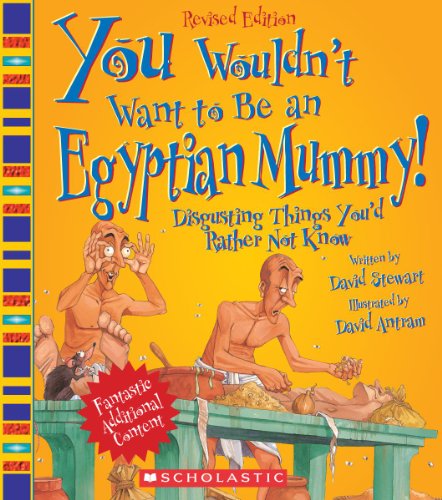 Revised Edition
You Wouldn't
Want to Be an
Egyptian Mummy!
Disgusting Things You'd
Rather Not Know
Written by
David Stewart
Illustrated by
David Antram
Fantastic
Additional
Content
SCHOLASTIC